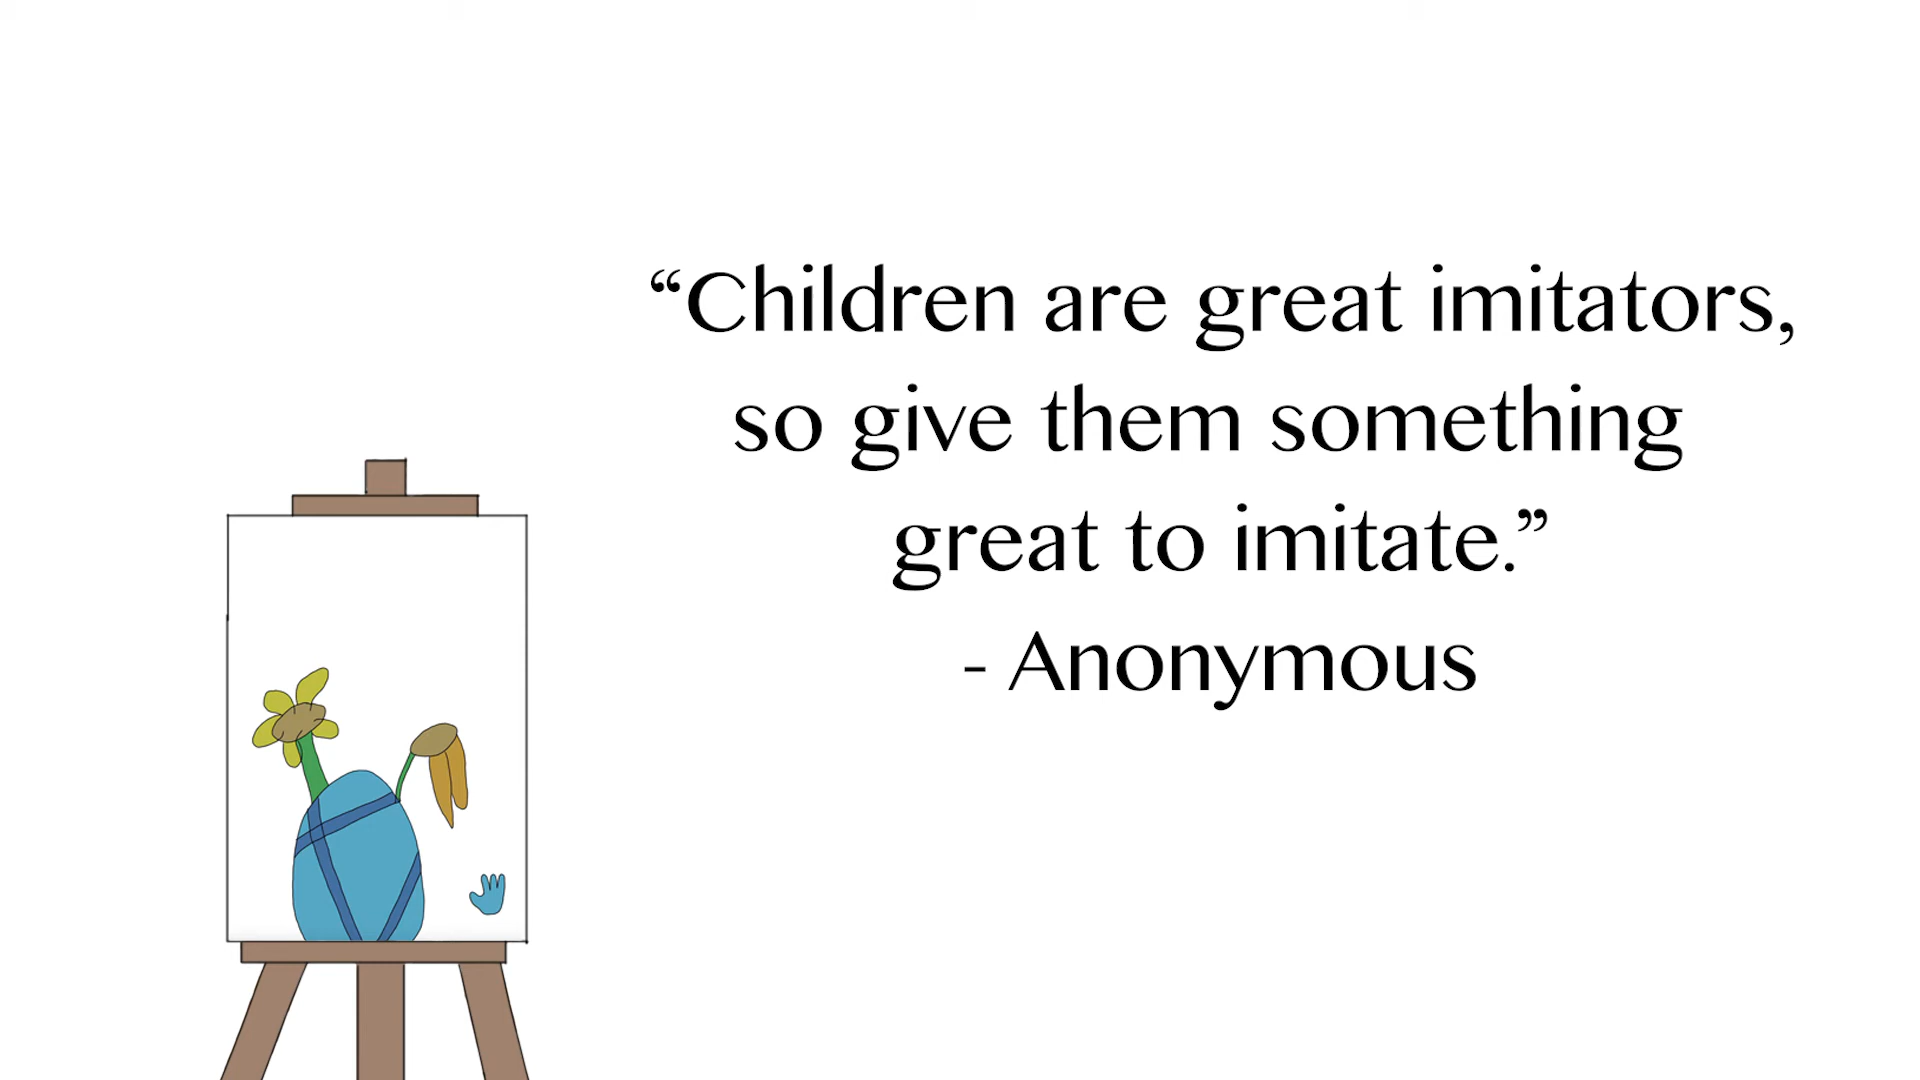 “Children are great imitators,
so give them something
great to imitate.”
- Anonymous